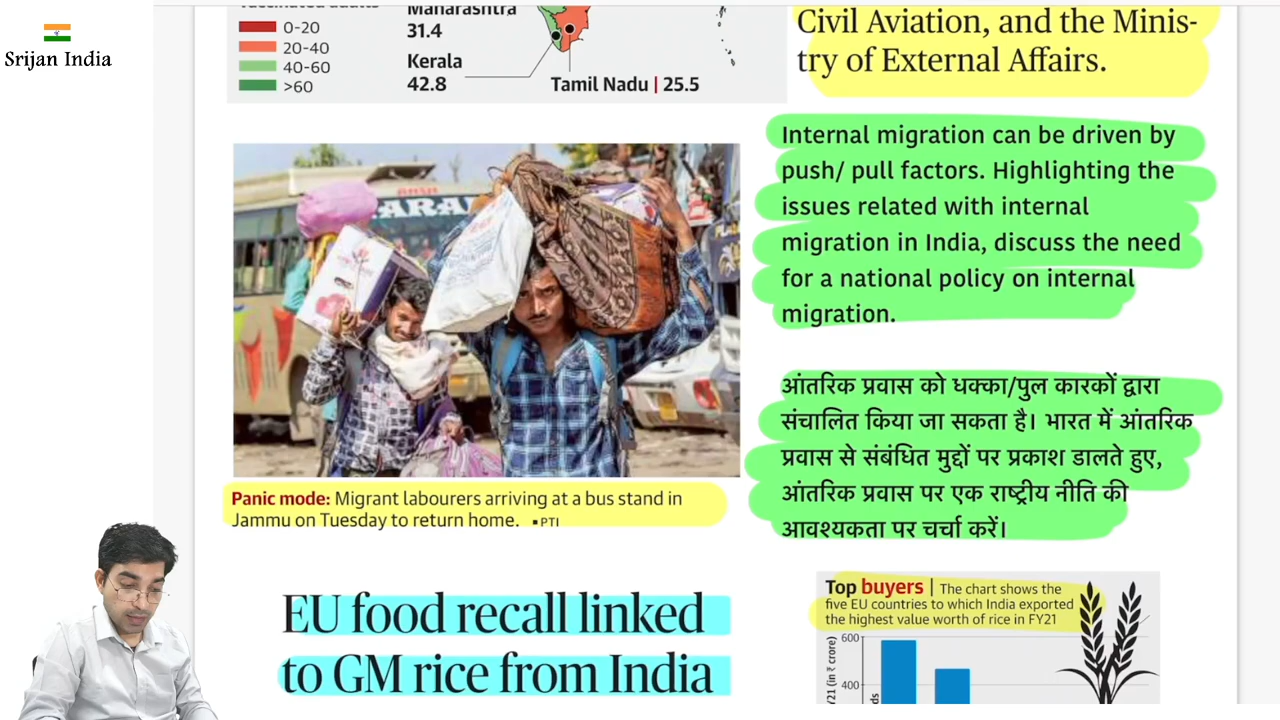 Srijan India
0-20
20-40
40-60
>60
Maharashtra
31.4
Kerala
42.8
Tamil Nadu | 25.5
Civil Aviation, and the Minis-
try of External Affairs.
Internal migration can be driven by
push/ pull factors. Highlighting the
issues related with internal
migration in India, discuss the need
for a national policy on internal
migration.
आंतरिक प्रवास को धक्का/पुल कारकों द्वारा
संचालित किया जा सकता है। भारत में आंतरिक
प्रवास से संबंधित मुद्दों पर प्रकाश डालते हुए,
आंतरिक प्रवास पर एक राष्ट्रीय नीति की
आवश्यकता पर चर्चा करें।
Panic mode: Migrant labourers arriving at a bus stand in
Jammu on Tuesday to return home. ▪ PTI
EU food recall linked
to GM rice from India
Top buyers | The chart shows the
five EU countries to which India exported
the highest value worth of rice in FY21
600
400